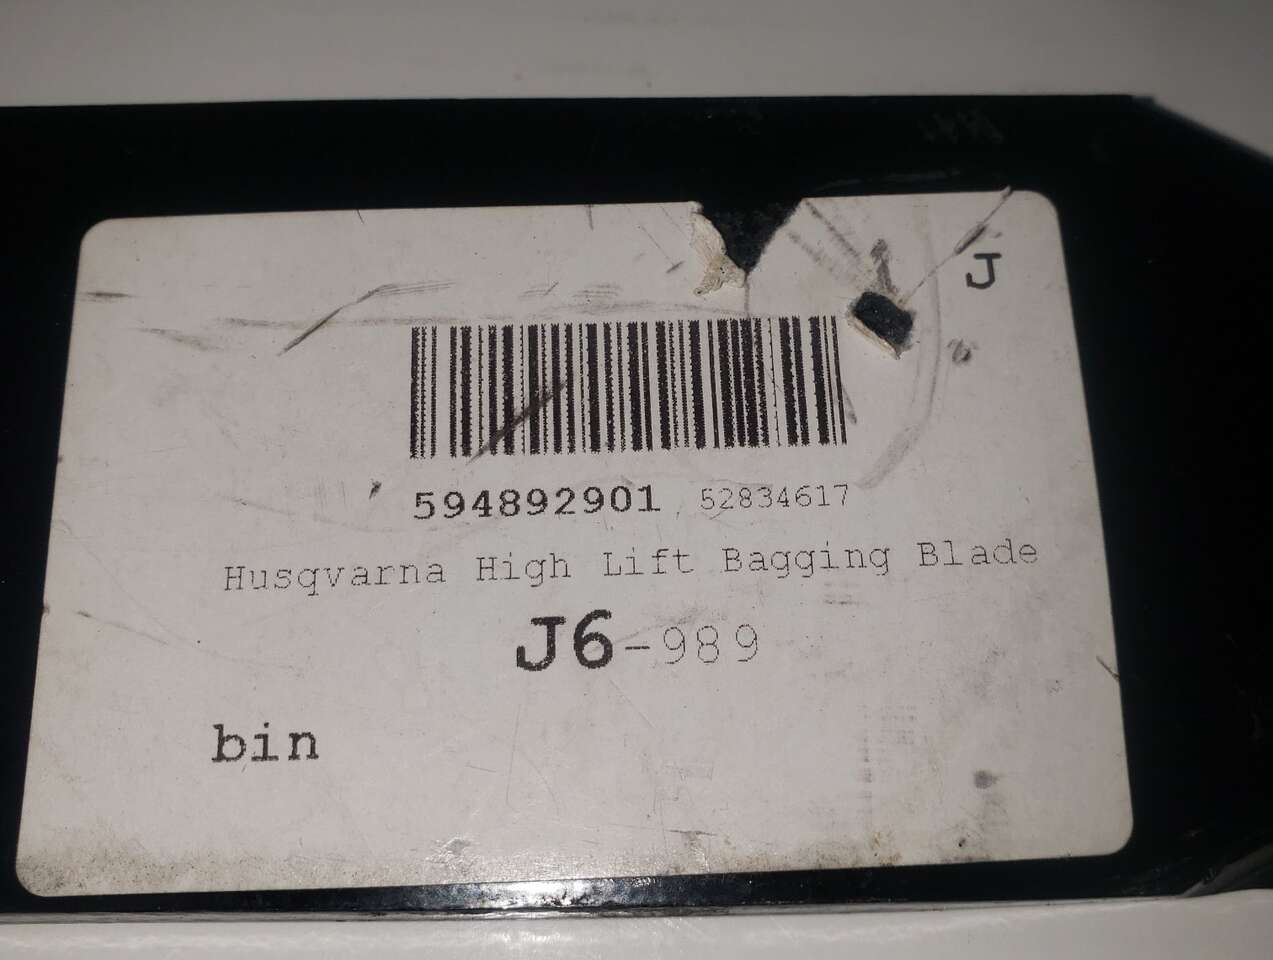 J
594892901 52834617
Husqvarna High Lift Bagging Blade
J6-989
bin